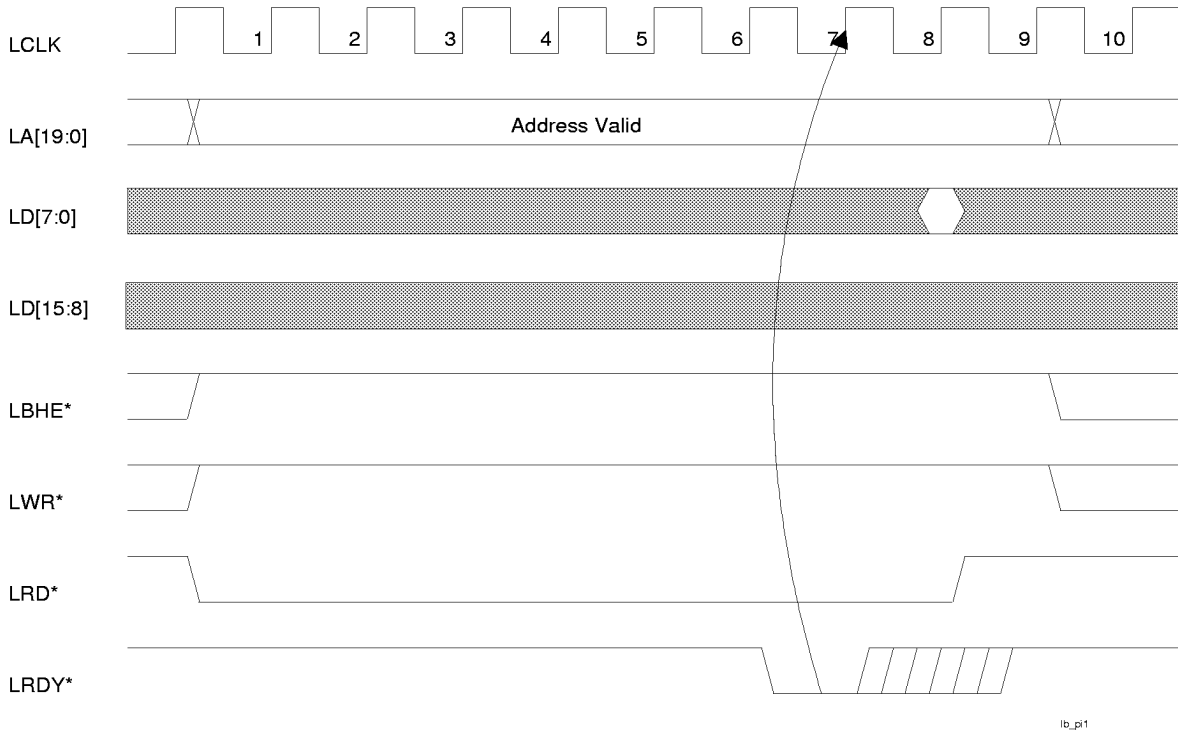 LCLK 1 2 3 4 5 6 7 8 9 10
LA[19:0] Address Valid
LD[7:0]
LD[15:8]
LBHE*
LWR*
LRD*
LRDY*
lb_pi1